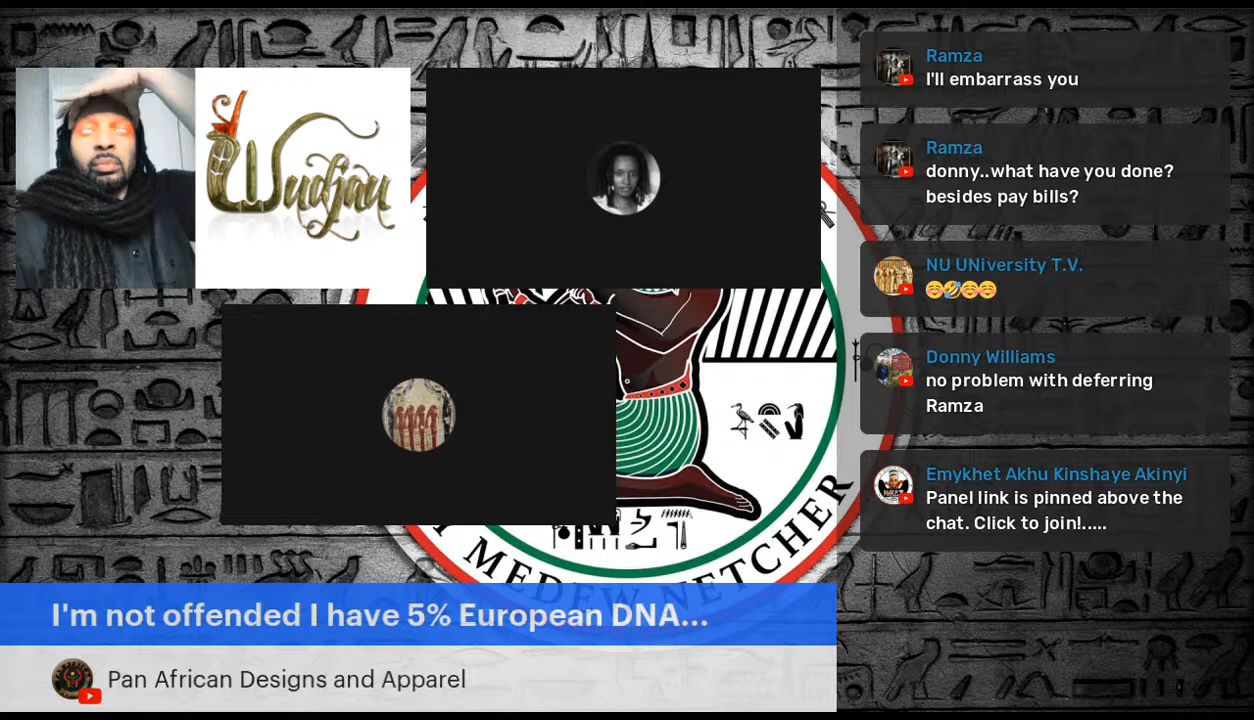 Wudjau
Ramza
I'll embarrass you
Ramza
donny..what have you done?
besides pay bills?
NU UNiversity T.V.
😊🤣😊😊
Donny Williams
no problem with deferring
Ramza
Emykhet Akhu Kinshaye Akinyi
Panel link is pinned above the
chat. Click to join!.....
MEDEW NETCHER
I'm not offended I have 5% European DNA...
Pan African Designs and Apparel